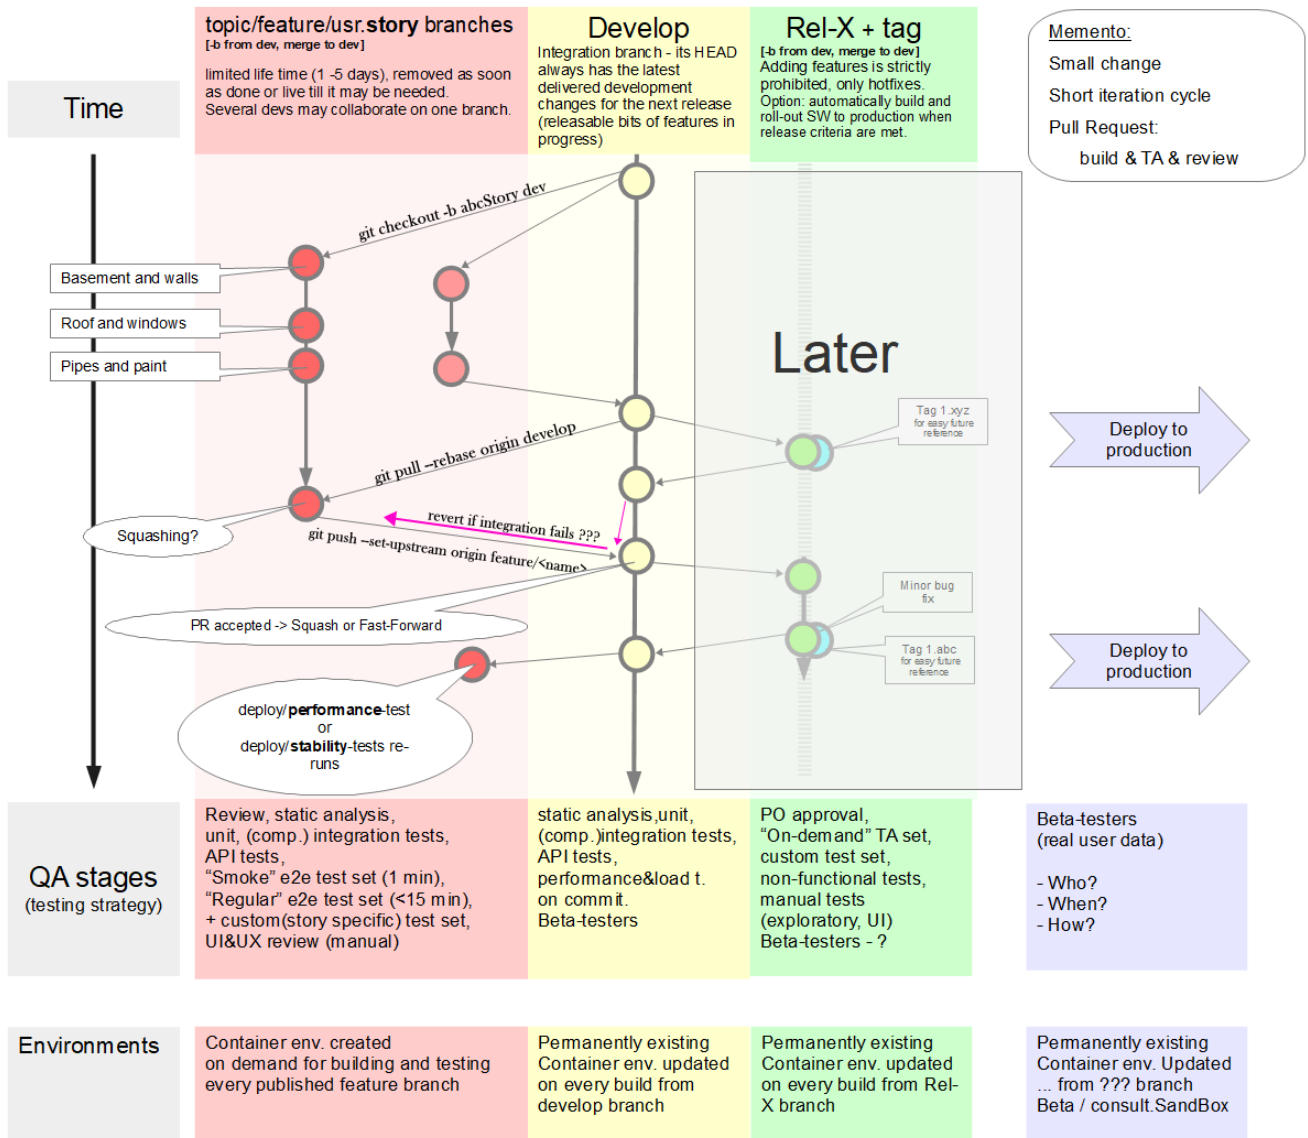 topic/feature/usr.story branches
[-b from dev, merge to dev]
limited life time (1 -5 days), removed as soon
as done or live till it may be needed.
Several devs may collaborate on one branch.
Develop
Integration branch - its HEAD
always has the latest
delivered development
changes for the next release
(releasable bits of features in
progress)
Rel-X + tag
[-b from dev, merge to dev]
Adding features is strictly
prohibited, only hotfixes.
Option: automatically build and
roll-out SW to production when
release criteria are met.
Memento:
Small change
Short iteration cycle
Pull Request:
build & TA & review
Time
git checkout -b abcStory dev
Basement and walls
Roof and windows
Pipes and paint
Later
Tag 1.xyz
for easy future
reference
Deploy to
production
git pull --rebase origin develop
Squashing?
revert if integration fails ???
git push --set-upstream origin feature/<name>
Minor bug
fix
PR accepted -> Squash or Fast-Forward
Tag 1.abc
for easy future
reference
Deploy to
production
deploy/performance-test
or
deploy/stability-tests re-
runs
QA stages
(testing strategy)
Review, static analysis,
unit, (comp.) integration tests,
API tests,
“Smoke” e2e test set (1 min),
“Regular” e2e test set (<15 min),
+ custom(story specific) test set,
UI&UX review (manual)
static analysis,unit,
(comp.)integration tests,
API tests,
performance&load t.
on commit.
Beta-testers
PO approval,
“On-demand” TA set,
custom test set,
non-functional tests,
manual tests
(exploratory, UI)
Beta-testers - ?
Beta-testers
(real user data)
- Who?
- When?
- How?
Environments
Container env. created
on demand for building and testing
every published feature branch
Permanently existing
Container env. updated
on every build from
develop branch
Permanently existing
Container env. updated
on every build from Rel-
X branch
Permanently existing
Container env. Updated
... from ??? branch
Beta / consult.SandBox